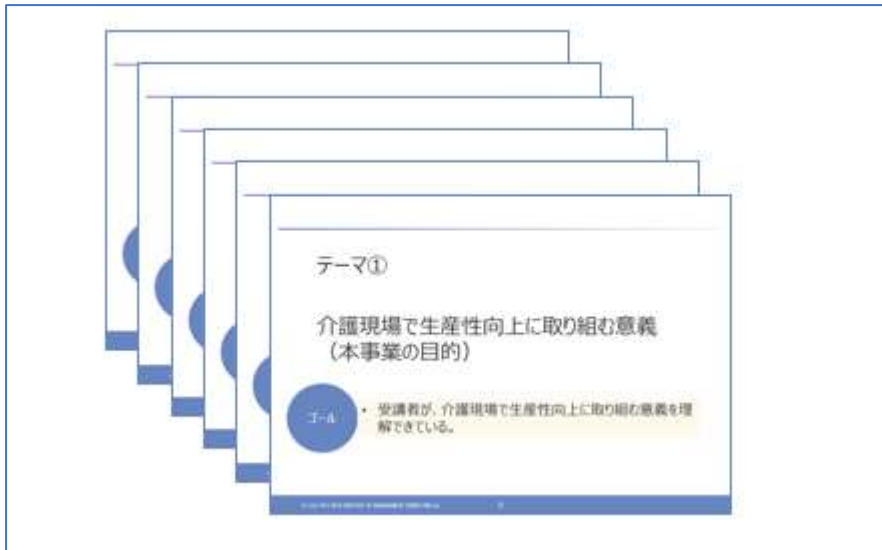 テーマ①
介護現場で生産性向上に取り組む意義
（本事業の目的）
ゴール
• 受講者が、介護現場で生産性向上に取り組む意義を理
解できている。